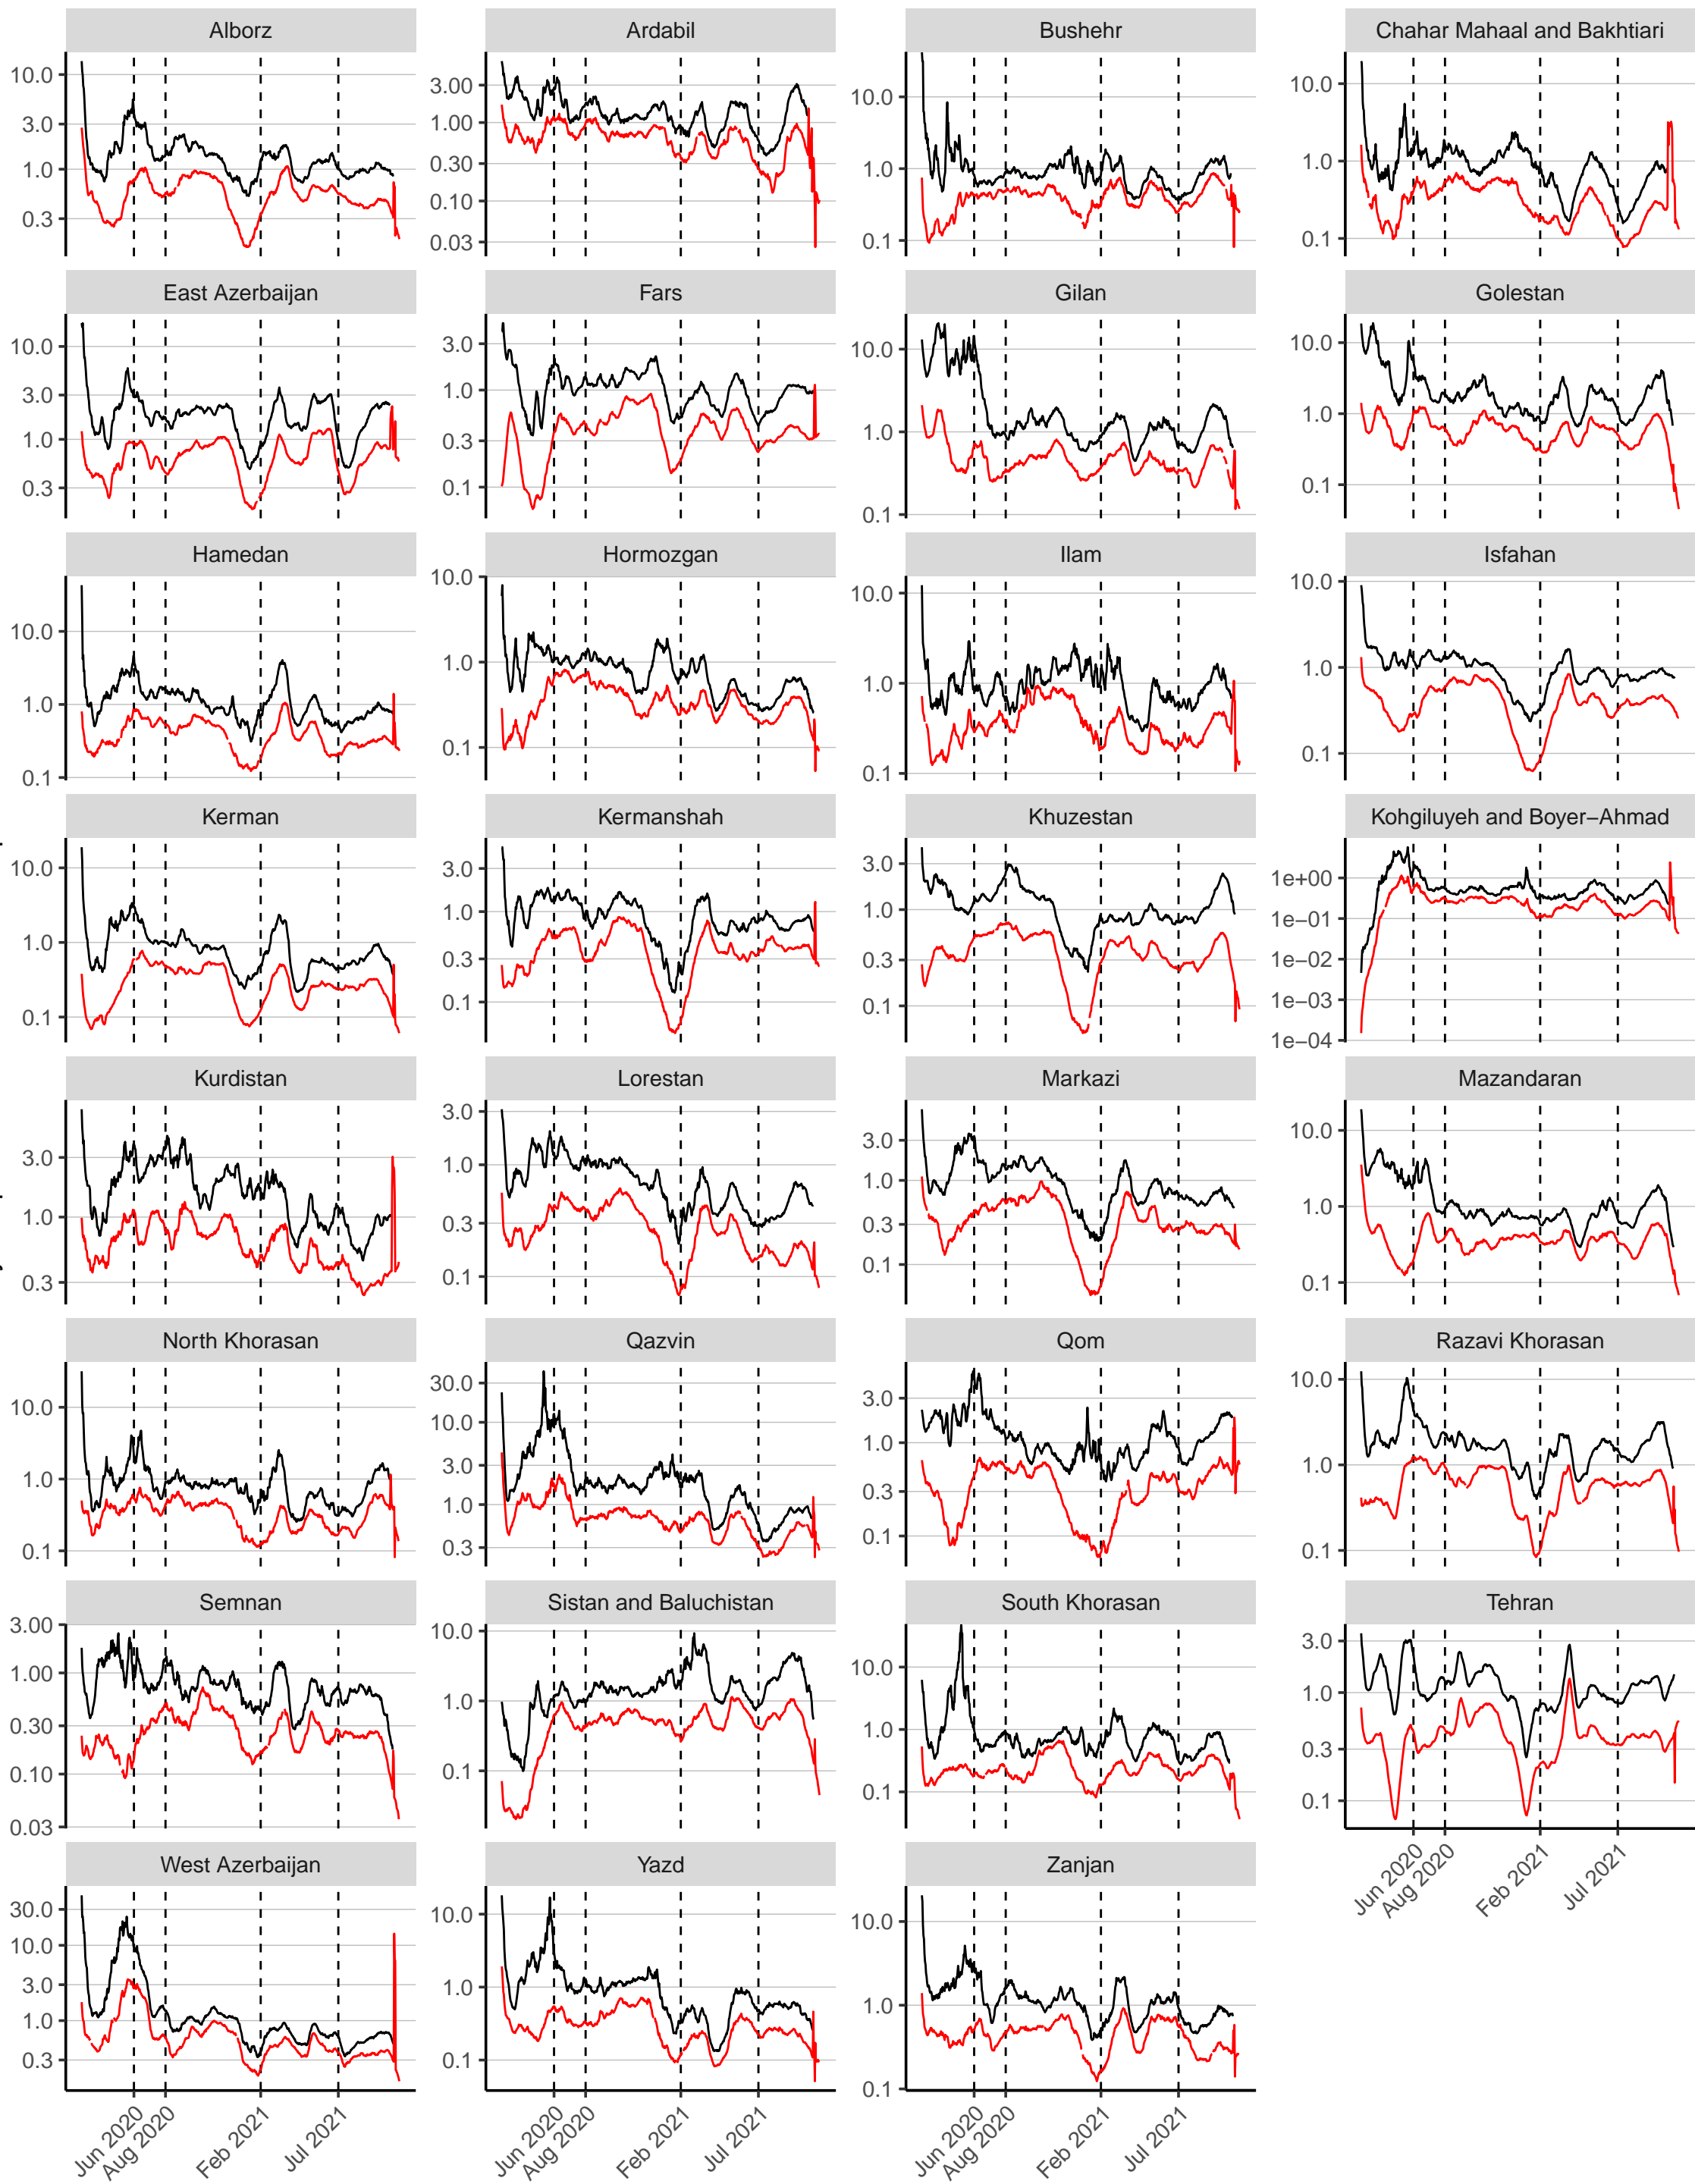 Alborz
Ardabil
Bushehr
Chahar Mahaal and Bakhtiari
10.0
3.0
1.0
0.3
3.00
1.00
0.30
0.10
0.03
10.0
1.0
0.1
10.0
1.0
0.1
East Azerbaijan
Fars
Gilan
Golestan
10.0
3.0
1.0
0.3
3.0
1.0
0.3
0.1
10.0
1.0
0.1
10.0
1.0
0.1
Hamedan
Hormozgan
Ilam
Isfahan
10.0
1.0
0.1
10.0
1.0
0.1
10.0
1.0
0.1
10.0
1.0
0.1
Kerman
Kermanshah
Khuzestan
Kohgiluyeh and Boyer−Ahmad
10.0
1.0
0.1
3.0
1.0
0.3
0.1
3.0
1.0
0.3
0.1
1e+00
1e−01
1e−02
1e−03
1e−04
Kurdistan
Lorestan
Markazi
Mazandaran
3.0
1.0
0.3
3.0
1.0
0.3
0.1
3.0
1.0
0.3
0.1
10.0
1.0
0.1
North Khorasan
Qazvin
Qom
Razavi Khorasan
10.0
1.0
0.1
30.0
10.0
3.0
1.0
0.3
3.0
1.0
0.3
0.1
10.0
1.0
0.1
Semnan
Sistan and Baluchistan
South Khorasan
Tehran
3.00
1.00
0.30
0.10
0.03
10.0
1.0
0.1
10.0
1.0
0.1
3.0
1.0
0.3
0.1
Jun 2020
Aug 2020
Feb 2021
Jul 2021
West Azerbaijan
Yazd
Zanjan
30.0
10.0
3.0
1.0
0.3
10.0
1.0
0.1
10.0
1.0
0.1
Jun 2020
Aug 2020
Feb 2021
Jul 2021
Jun 2020
Aug 2020
Feb 2021
Jul 2021
Jun 2020
Aug 2020
Feb 2021
Jul 2021